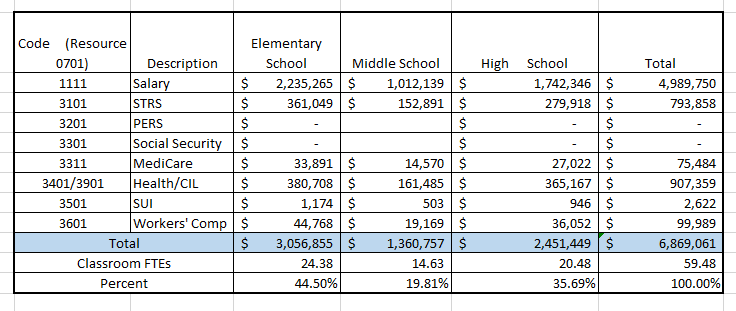 Code (Resource 0701) Description Elementary School Middle School High School Total
1111 Salary $ 2,235,265 $ 1,012,139 $ 1,742,346 $ 4,989,750
3101 STRS $ 361,049 $ 152,891 $ 279,918 $ 793,858
3201 PERS $ - $ - $ -
3301 Social Security $ - $ - $ -
3311 MediCare $ 33,891 $ 14,570 $ 27,022 $ 75,484
3401/3901 Health/CIL $ 380,708 $ 161,485 $ 365,167 $ 907,359
3501 SUI $ 1,174 $ 503 $ 946 $ 2,622
3601 Workers' Comp $ 44,768 $ 19,169 $ 36,052 $ 99,989
Total $ 3,056,855 $ 1,360,757 $ 2,451,449 $ 6,869,061
Classroom FTEs 24.38 14.63 20.48 59.48
Percent 44.50% 19.81% 35.69% 100.00%